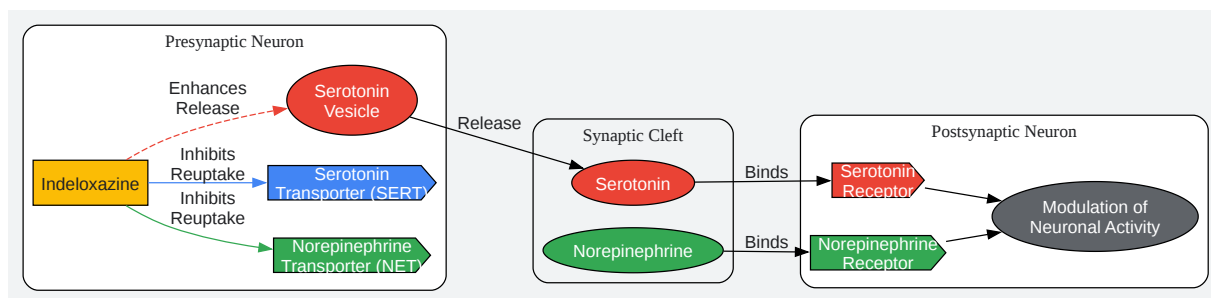 Presynaptic Neuron
Enhances
Release
Serotonin
Vesicle
Indeloxazine
Inhibits
Reuptake
Serotonin
Transporter (SERT)
Inhibits
Reuptake
Norepinephrine
Transporter (NET)
Release
Synaptic Cleft
Serotonin
Norepinephrine
Binds
Binds
Postsynaptic Neuron
Serotonin
Receptor
Norepinephrine
Receptor
Modulation of
Neuronal Activity